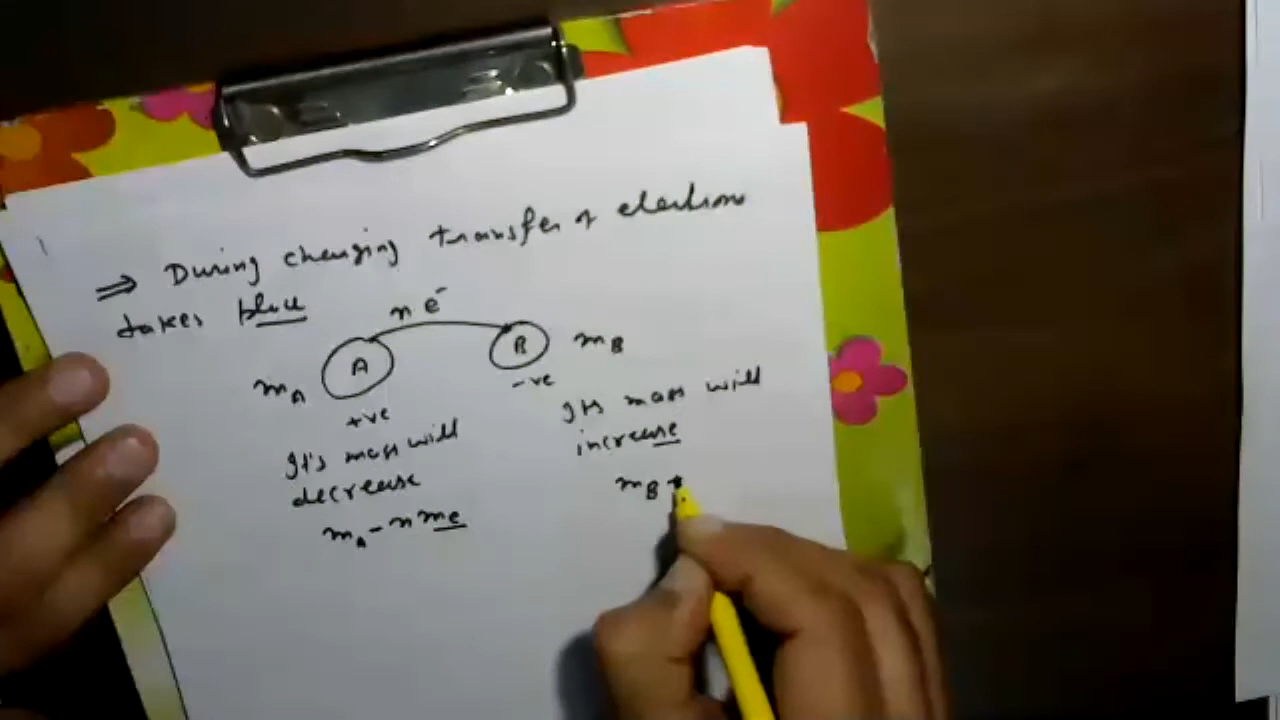 ⇒ During charging transfer of electron
takes place
n e⁻
A
B
m_A
m_B
+ve
-ve
It's mass will
decrease
m_A - n m_e
Its mass will
increase
m_B +